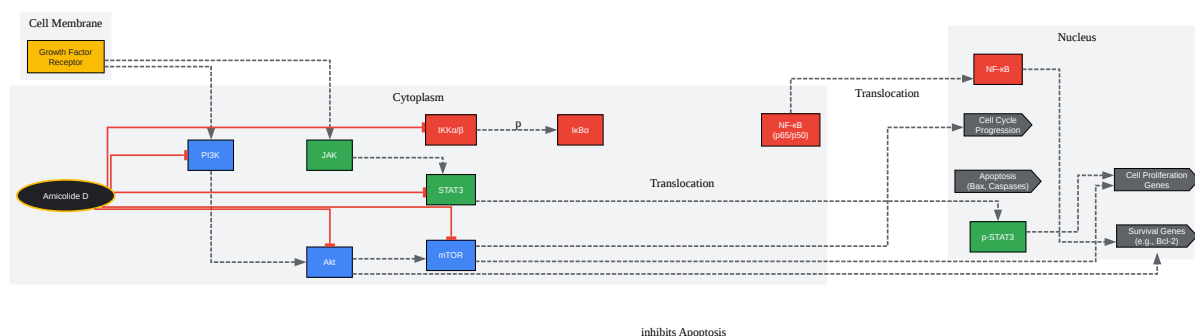 Cell Membrane
Growth Factor
Receptor
Nucleus
NF-κB
Cytoplasm
Translocation
IKKα/β
p
IκBα
NF-κB
(p65/p50)
Cell Cycle
Progression
PI3K
JAK
STAT3
Translocation
Apoptosis
(Bax, Caspases)
Cell Proliferation
Genes
Arnicolide D
p-STAT3
Survival Genes
(e.g., Bcl-2)
Akt
mTOR
inhibits Apoptosis